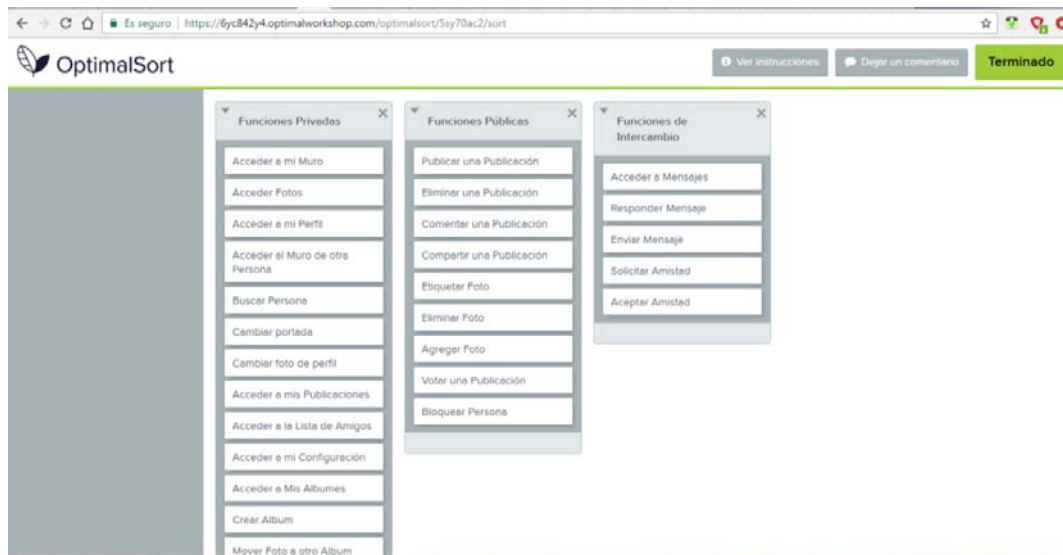 Es seguro | https://6yc842y4.optimalworkshop.com/optimalsort/5sy70ac2/sort
OptimalSort
Ver instrucciones
Dejar un comentario
Terminado
Funciones Privadas
Acceder a mi Muro
Acceder Fotos
Acceder a mi Perfil
Acceder al Muro de otra
Persona
Buscar Persona
Cambiar portada
Cambiar foto de perfil
Acceder a mis Publicaciones
Acceder a la Lista de Amigos
Acceder a mi Configuración
Acceder a Mis Albumes
Crear Album
Mover Foto a otro Album
Funciones Públicas
Publicar una Publicación
Eliminar una Publicación
Comentar una Publicación
Compartir una Publicación
Etiquetar Foto
Eliminar Foto
Agregar Foto
Votar una Publicación
Bloquear Persona
Funciones de
Intercambio
Acceder a Mensajes
Responder Mensaje
Enviar Mensaje
Solicitar Amistad
Aceptar Amistad